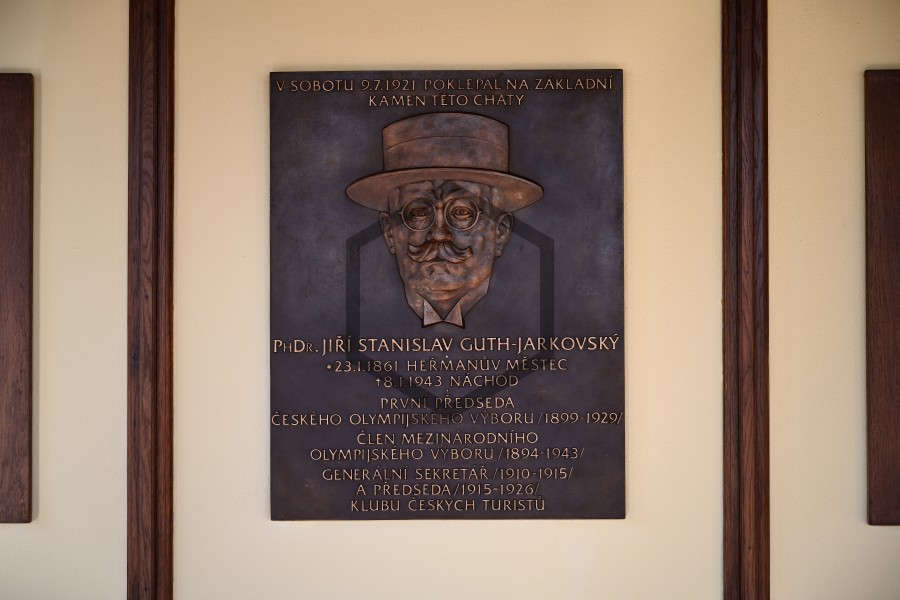 V SOBOTU 9.7.1921 POKLEPAL NA ZÁKLADNÍ
KÁMEN TÉTO CHATY
PHDR. JIŘÍ STANISLAV GUTH-JARKOVSKÝ
*23.1.1861 HEŘMANŮV MĚSTEC
†8.1.1943 NÁCHOD
PRVNÍ PŘEDSEDA
ČESKÉHO OLYMPIJSKÉHO VÝBORU /1899-1929/
ČLEN MEZINÁRODNÍHO
OLYMPIJSKÉHO VÝBORU /1894-1943/
GENERÁLNÍ SEKRETÁŘ /1910-1915/
A PŘEDSEDA /1915-1926/
KLUBU ČESKÝCH TURISTŮ